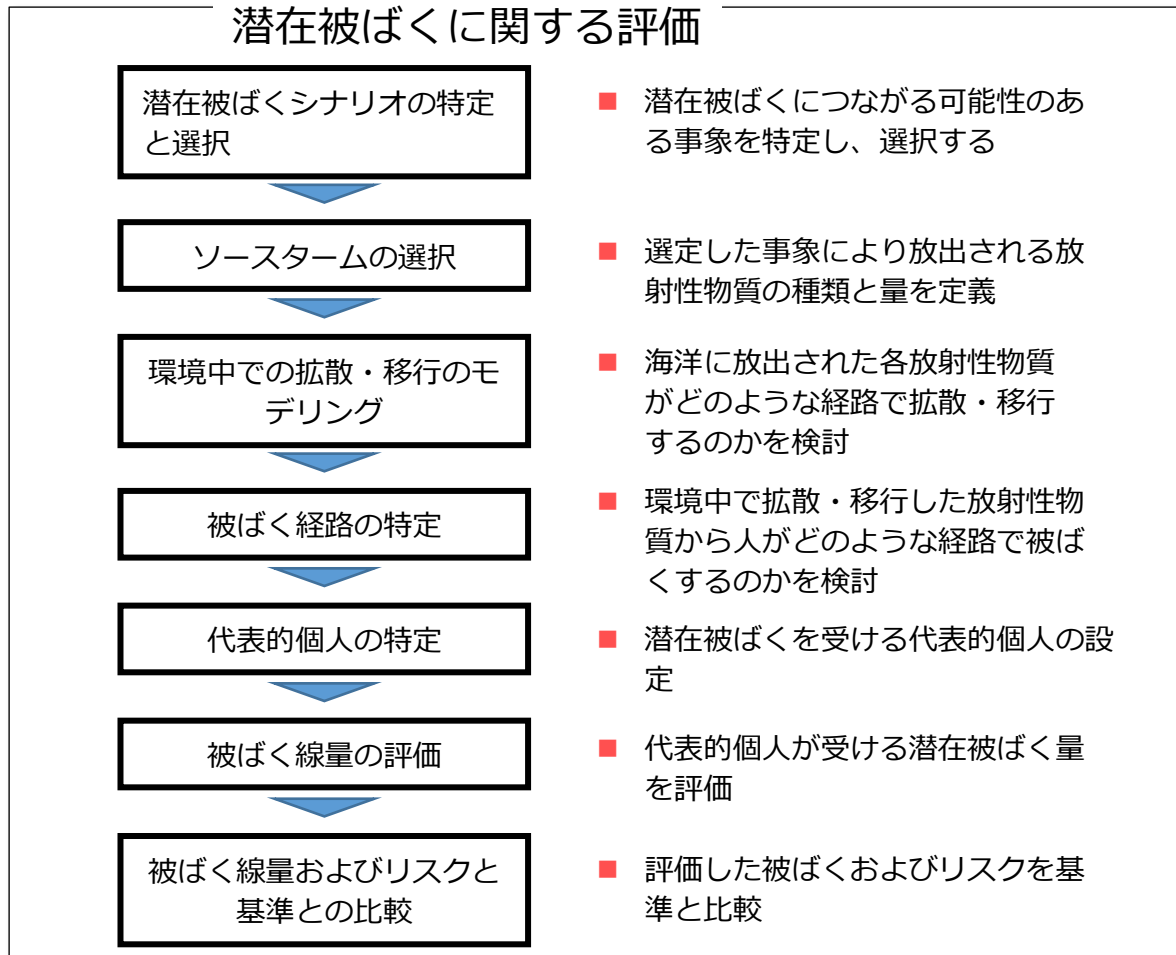 潜在被ばくに関する評価
潜在被ばくシナリオの特定
と選択
■ 潜在被ばくにつながる可能性のあ
る事象を特定し、選択する
ソースタームの選択
■ 選定した事象により放出される放
射性物質の種類と量を定義
環境中での拡散・移行のモ
デリング
■ 海洋に放出された各放射性物質
がどのような経路で拡散・移行
するのかを検討
被ばく経路の特定
■ 環境中で拡散・移行した放射性物
質から人がどのような経路で被ば
くするのかを検討
代表的個人の特定
■ 潜在被ばくを受ける代表的個人の設
定
被ばく線量の評価
■ 代表的個人が受ける潜在被ばく量
を評価
被ばく線量およびリスクと
基準との比較
■ 評価した被ばくおよびリスクを基
準と比較